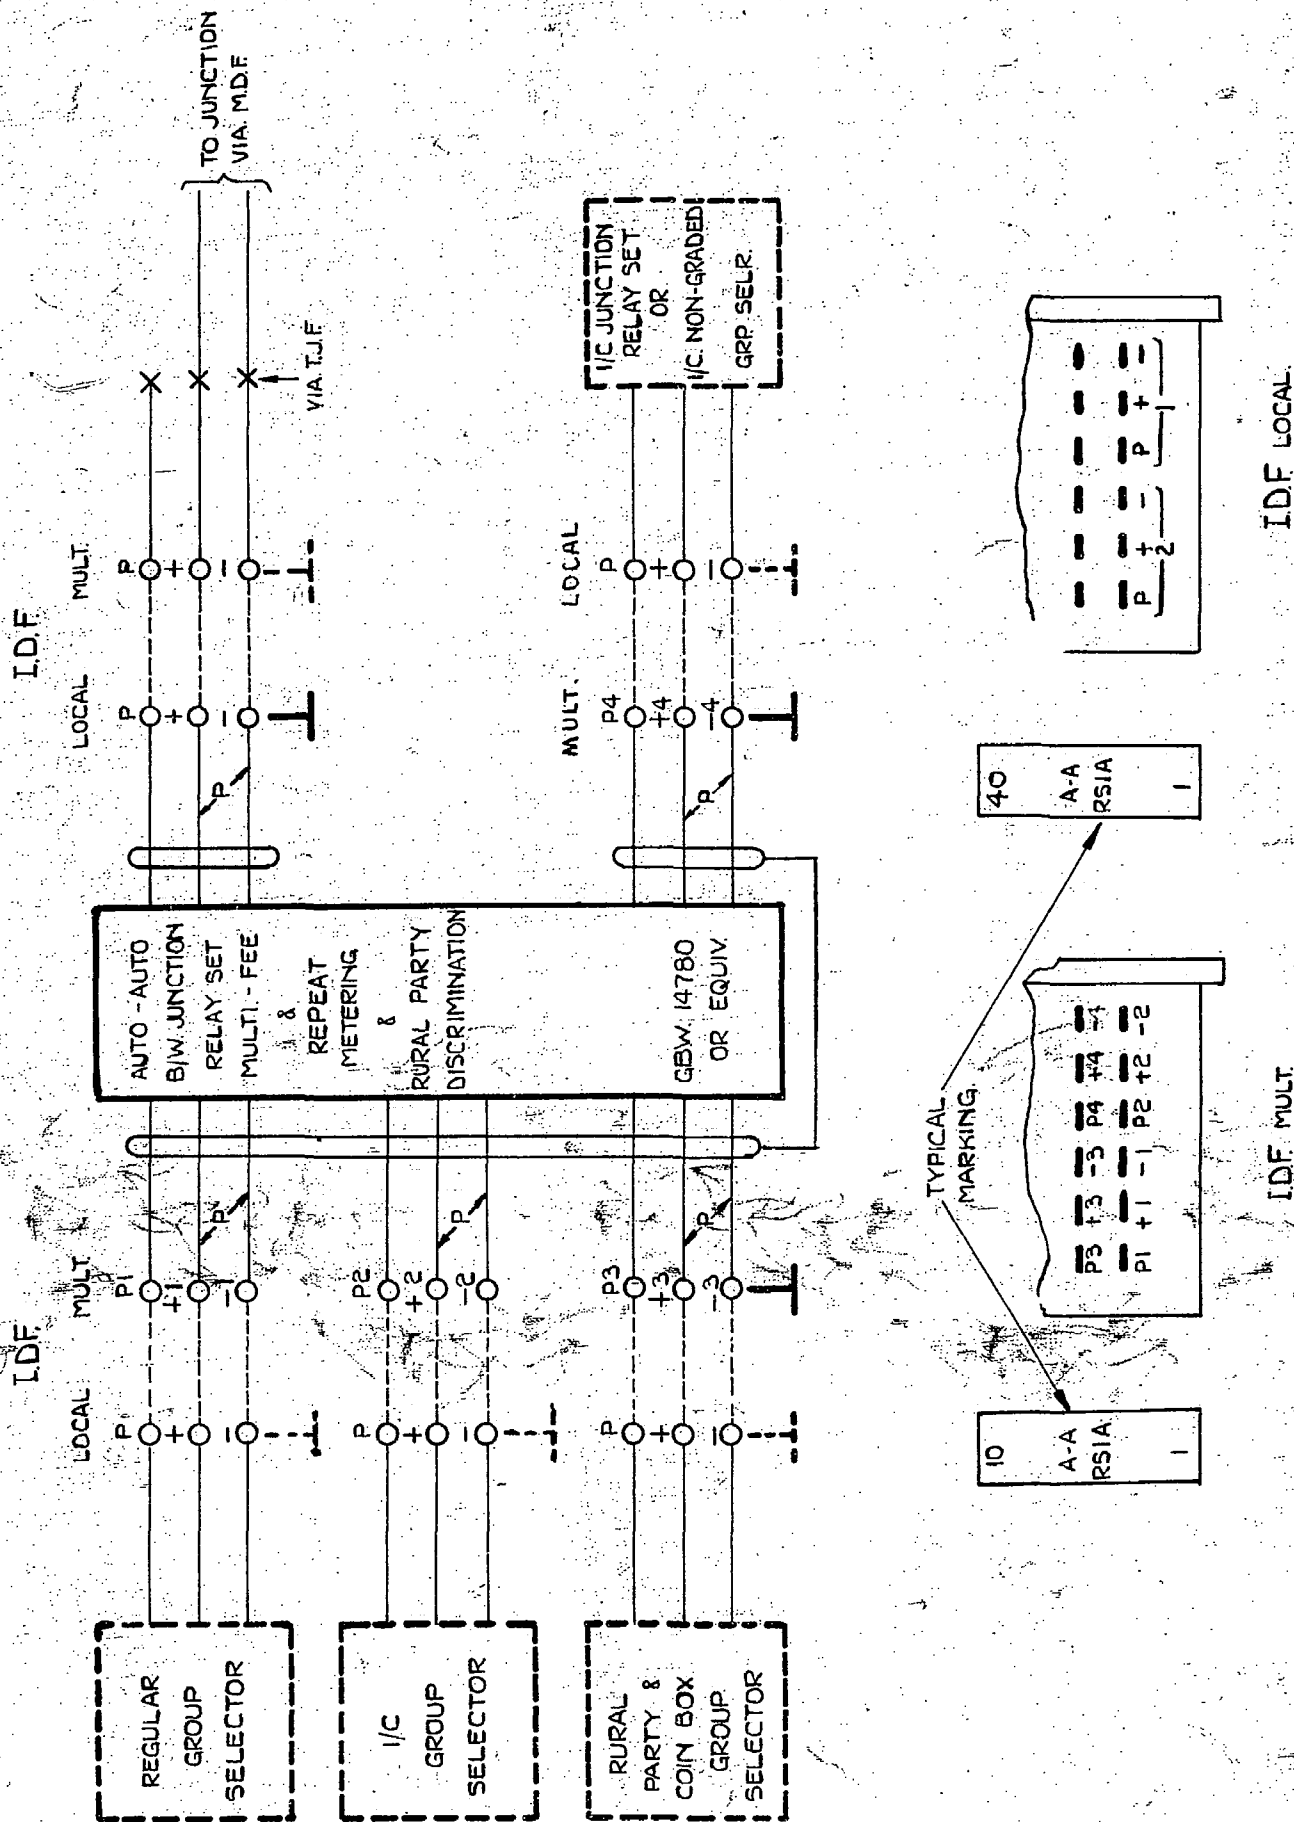 I.D.F.
I.D.F.
LOCAL
MULT.
LOCAL
MULT.
TO JUNCTION
VIA. M.D.F.
VIA. T.J.F.
REGULAR
GROUP
SELECTOR
P
+
−
P1
+1
−1
P
AUTO-AUTO
B/W JUNCTION
RELAY SET
MULTI.-FEE
&
REPEAT
METERING
&
RURAL PARTY
DISCRIMINATION
GBW. 14780
OR EQUIV.
P
P
+
−
P
+
−
I/C
GROUP
SELECTOR
P
+
−
P2
+2
−2
P
RURAL
PARTY &
COIN BOX
GROUP
SELECTOR
P
+
−
P3
+3
−3
P
P
MULT.
LOCAL
P4
+4
−4
P
+
−
I/C JUNCTION
RELAY SET
OR
I/C. NON-GRADED
GRP. SELR.
10
A-A
RS1A
1
TYPICAL
MARKING.
P3 +3 -3 P4 +4 -4
P1 +1 -1 P2 +2 -2
I.D.F. MULT.
40
A-A
RS1A
1
P + − P + −
2 1
I.D.F. LOCAL.